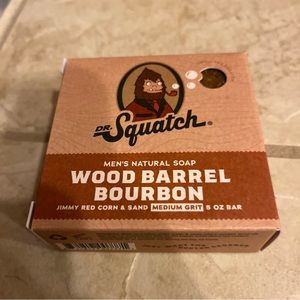 DR.
Squatch®
MEN'S NATURAL SOAP
WOOD BARREL
BOURBON
JIMMY RED CORN & SAND MEDIUM GRIT 5 OZ BAR